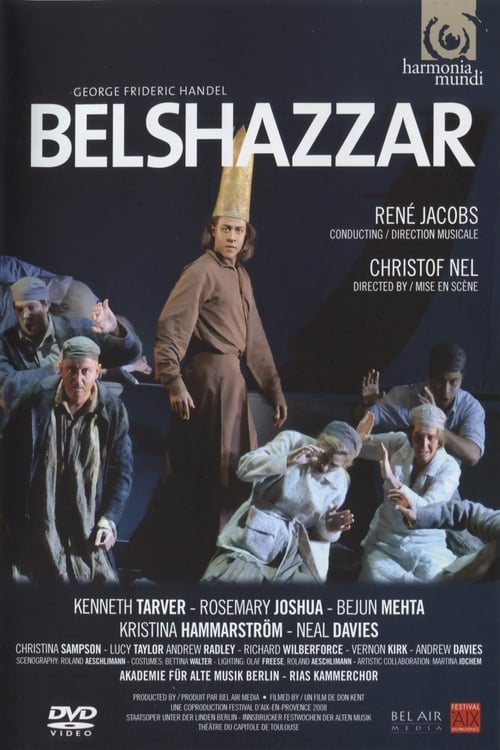 harmonia
mundi
GEORGE FRIDERIC HANDEL
BELSHAZZAR
RENÉ JACOBS
CONDUCTING / DIRECTION MUSICALE
CHRISTOF NEL
DIRECTED BY / MISE EN SCÈNE
KENNETH TARVER - ROSEMARY JOSHUA - BEJUN MEHTA
KRISTINA HAMMARSTRÖM - NEAL DAVIES
CHRISTINA SAMPSON - LUCY TAYLOR ANDREW RADLEY - RICHARD WILBERFORCE - VERNON KIRK - ANDREW DAVIES
SCENOGRAPHY: ROLAND AESCHLIMANN - COSTUMES: BETTINA WALTER - LIGHTING: OLAF FREESE, ROLAND AESCHLIMANN - ARTISTIC COLLABORATION: MARTINA JOCHEM
AKADEMIE FÜR ALTE MUSIK BERLIN - RIAS KAMMERCHOR
PRODUCED BY / PRODUIT PAR BEL AIR MEDIA - FILMED BY / UN FILM DE DON KENT
UNE COPRODUCTION FESTIVAL D'AIX-EN-PROVENCE 2008
STAATSOPER UNTER DER LINDEN BERLIN - INNSBRUCKER FESTWOCHEN DER ALTEN MUSIK
THÉÂTRE DU CAPITOLE DE TOULOUSE
DVD
VIDEO
BEL AIR
MEDIA
FESTIVAL
D'AIX
EN PROVENCE